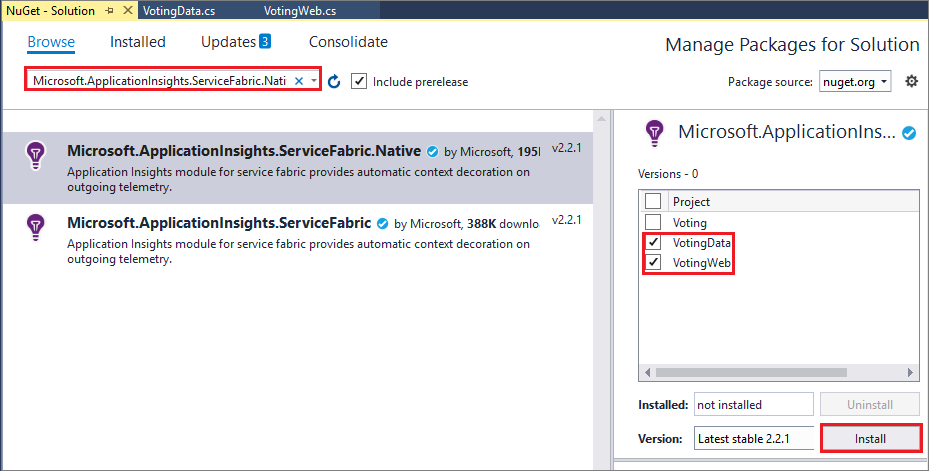 NuGet - Solution
VotingData.cs
VotingWeb.cs
Browse
Installed
Updates 3
Consolidate
Manage Packages for Solution
Microsoft.ApplicationInsights.ServiceFabric.Nati
Include prerelease
Package source:
nuget.org
Microsoft.ApplicationInsights.ServiceFabric.Native by Microsoft, 195 v2.2.1
Application Insights module for service fabric provides automatic context decoration on
outgoing telemetry.
Microsoft.ApplicationInsights.ServiceFabric by Microsoft, 388K downlo v2.2.1
Application Insights module for service fabric provides automatic context decoration on
outgoing telemetry.
Microsoft.ApplicationIns...
Versions - 0
Project
Voting
VotingData
VotingWeb
Installed: not installed Uninstall
Version: Latest stable 2.2.1 Install